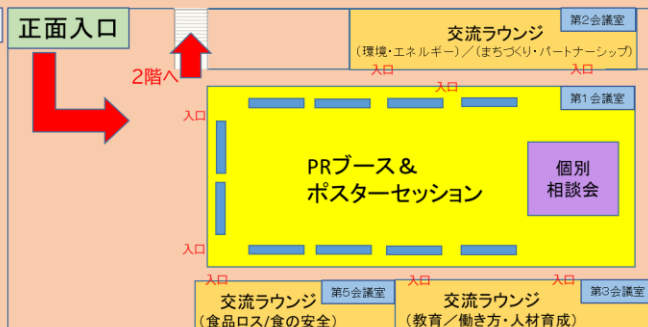 正面入口
2階へ
第2会議室
交流ラウンジ
(環境・エネルギー)／(まちづくり・パートナーシップ)
入口
入口
入口
第1会議室
入口
PRブース＆
ポスターセッション
個別
相談会
入口
入口
入口
入口
第5会議室
交流ラウンジ
(食品ロス/食の安全)
第3会議室
交流ラウンジ
(教育／働き方・人材育成)